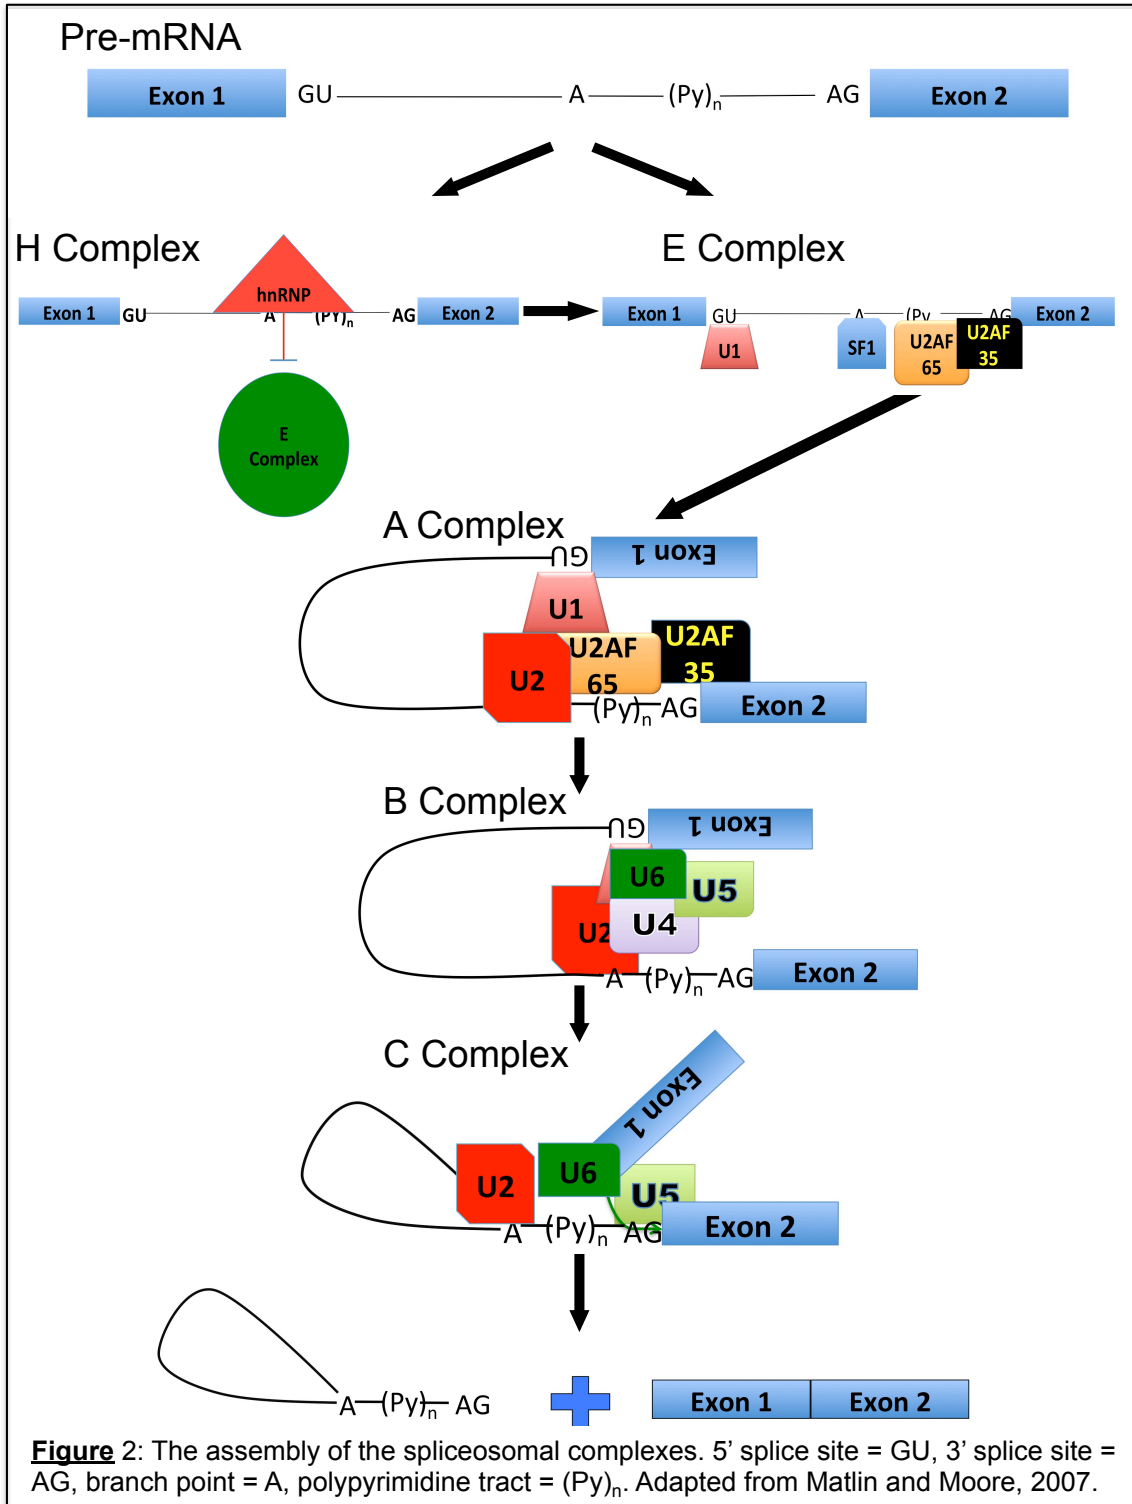 Pre-mRNA
Exon 1 GU A (Py)n AG Exon 2
H Complex
E Complex
hnRNP
Exon 1 GU A (PY)n AG Exon 2
Exon 1 GU A (Py AG Exon 2
U1 SF1 U2AF 65 U2AF 35
E
Complex
A Complex
GU Exon 1
U1
U2 U2AF 65 U2AF 35
(Py)n AG Exon 2
B Complex
GU Exon 1
U6 U5
U2 U4
A (Py)n AG Exon 2
C Complex
Exon 1
U2 U6 U5
A (Py)n AG Exon 2
A (Py)n AG Exon 1 Exon 2
Figure 2: The assembly of the spliceosomal complexes. 5’ splice site = GU, 3’ splice site =
AG, branch point = A, polypyrimidine tract = (Py)n. Adapted from Matlin and Moore, 2007.